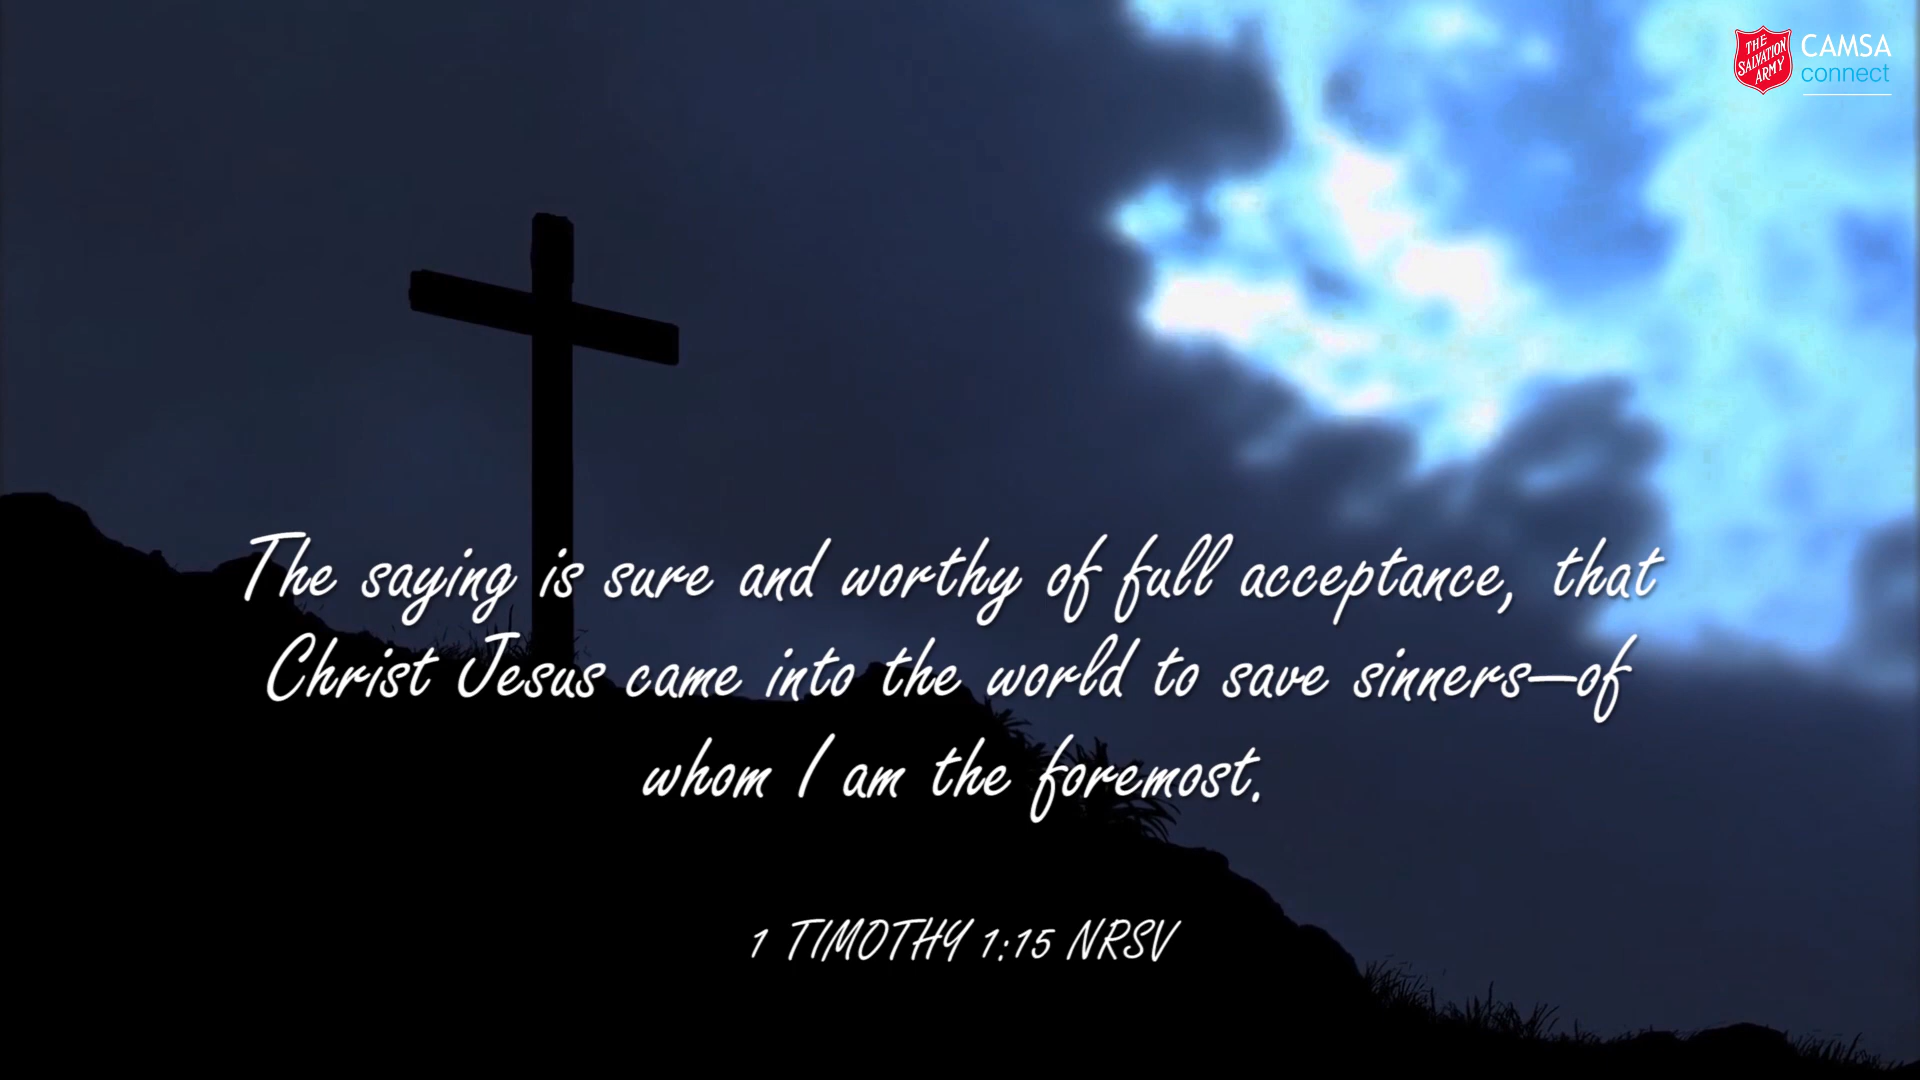 THE
SALVATION
ARMY
CAMSA
connect
The saying is sure and worthy of full acceptance, that
Christ Jesus came into the world to save sinners—of
whom I am the foremost.
1 TIMOTHY 1:15 NRSV